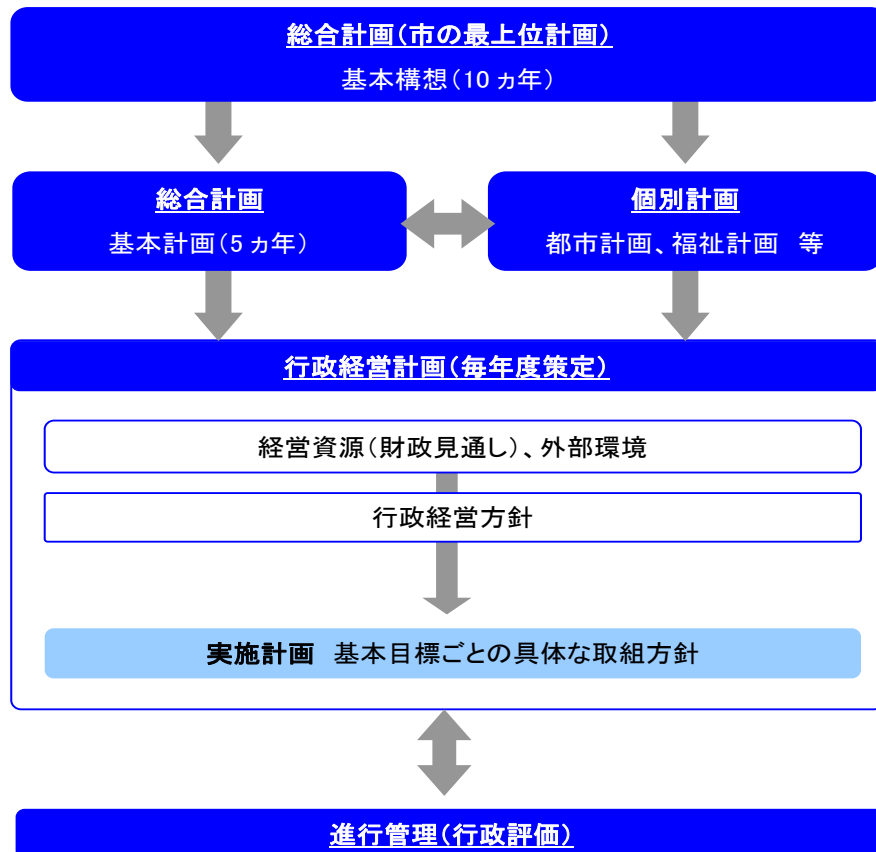 総合計画(市の最上位計画)
基本構想(10ヵ年)
総合計画
基本計画(5ヵ年)
個別計画
都市計画、福祉計画　等
行政経営計画(毎年度策定)
経営資源(財政見通し)、外部環境
行政経営方針
実施計画　基本目標ごとの具体な取組方針
進行管理(行政評価)